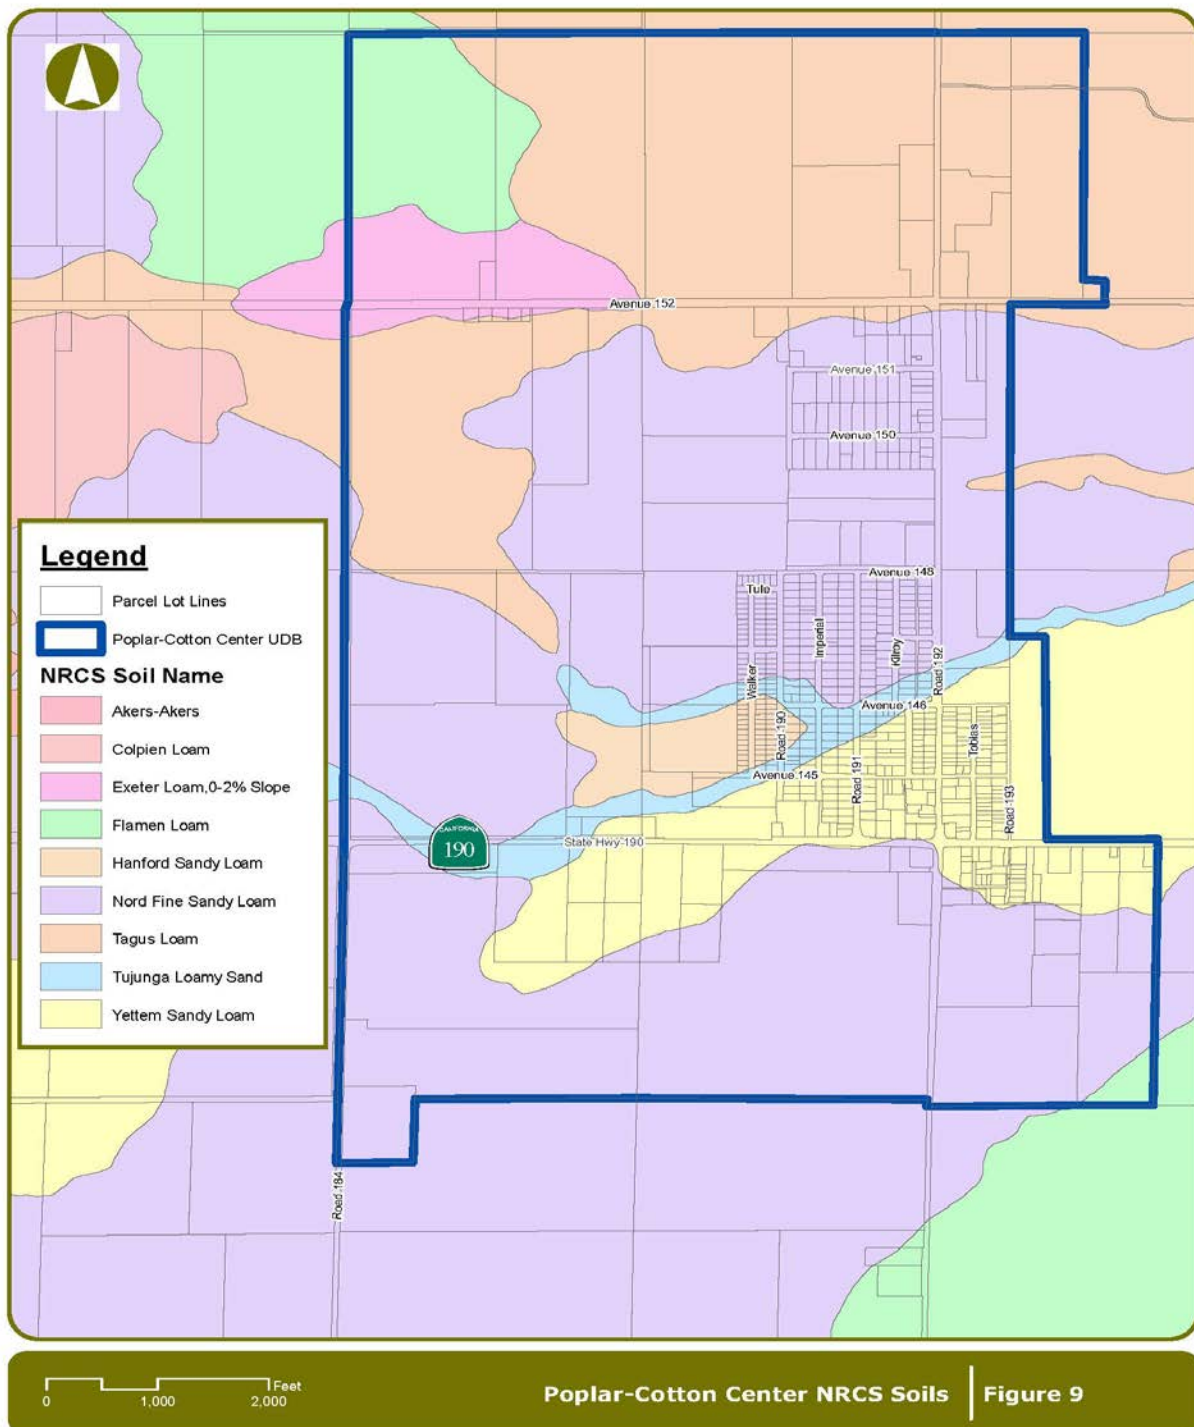 Avenue 152
Avenue 151
Avenue 150
Avenue 148
Tule
Imperial
Kilroy
Road 192
Walker
Avenue 146
Road 190
Tobias
Avenue 145
Road 191
Road 193
State Hwy 190
CALIFORNIA
190
Road 184
Legend
Parcel Lot Lines
Poplar-Cotton Center UDB
NRCS Soil Name
Akers-Akers
Colpien Loam
Exeter Loam,0-2% Slope
Flamen Loam
Hanford Sandy Loam
Nord Fine Sandy Loam
Tagus Loam
Tujunga Loamy Sand
Yettem Sandy Loam
Feet
0 1,000 2,000
Poplar-Cotton Center NRCS Soils
Figure 9